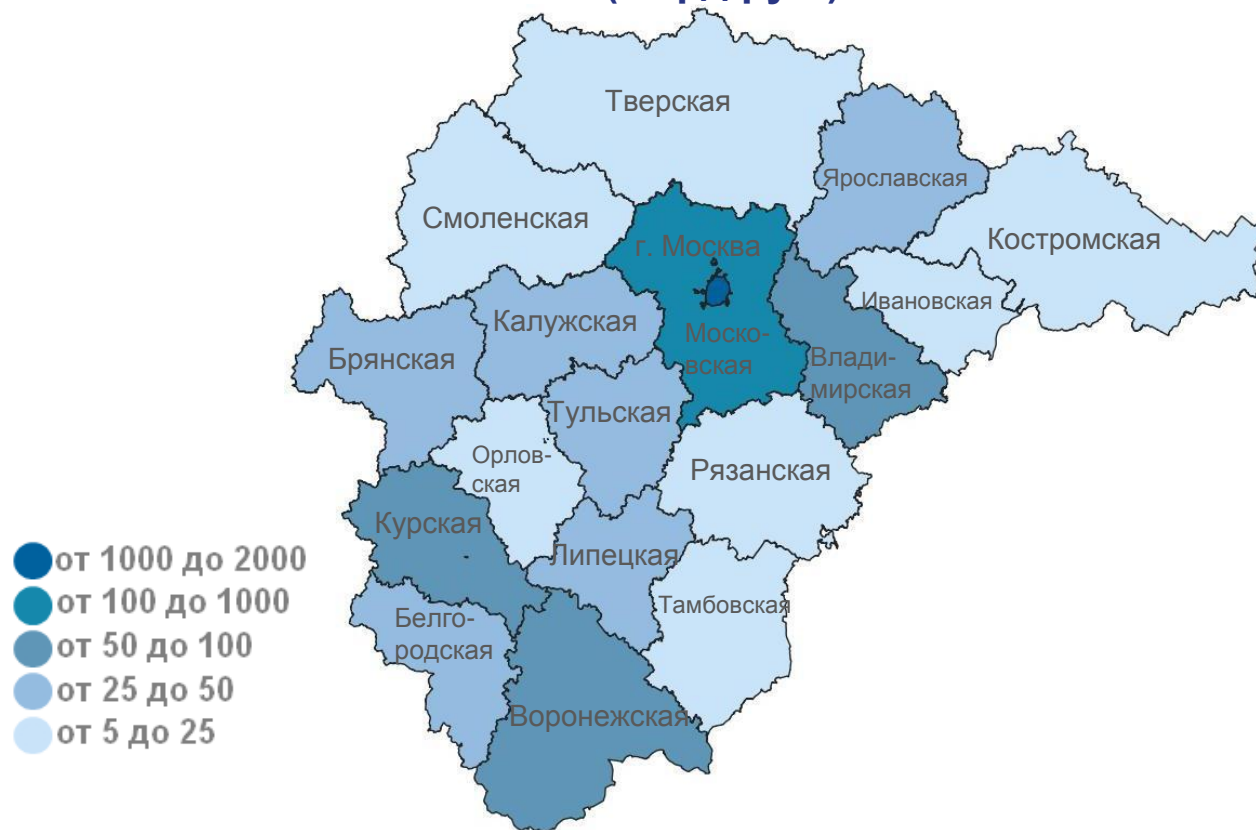 Тверская
Ярославская
Смоленская
Костромская
г. Москва
Ивановская
Калужская
Моско-
вская
Брянская
Влади-
мирская
Тульская
Орлов-
ская
Рязанская
Курская
Липецкая
от 1000 до 2000
от 100 до 1000
от 50 до 100
от 25 до 50
от 5 до 25
Тамбовская
Белго-
родская
Воронежская